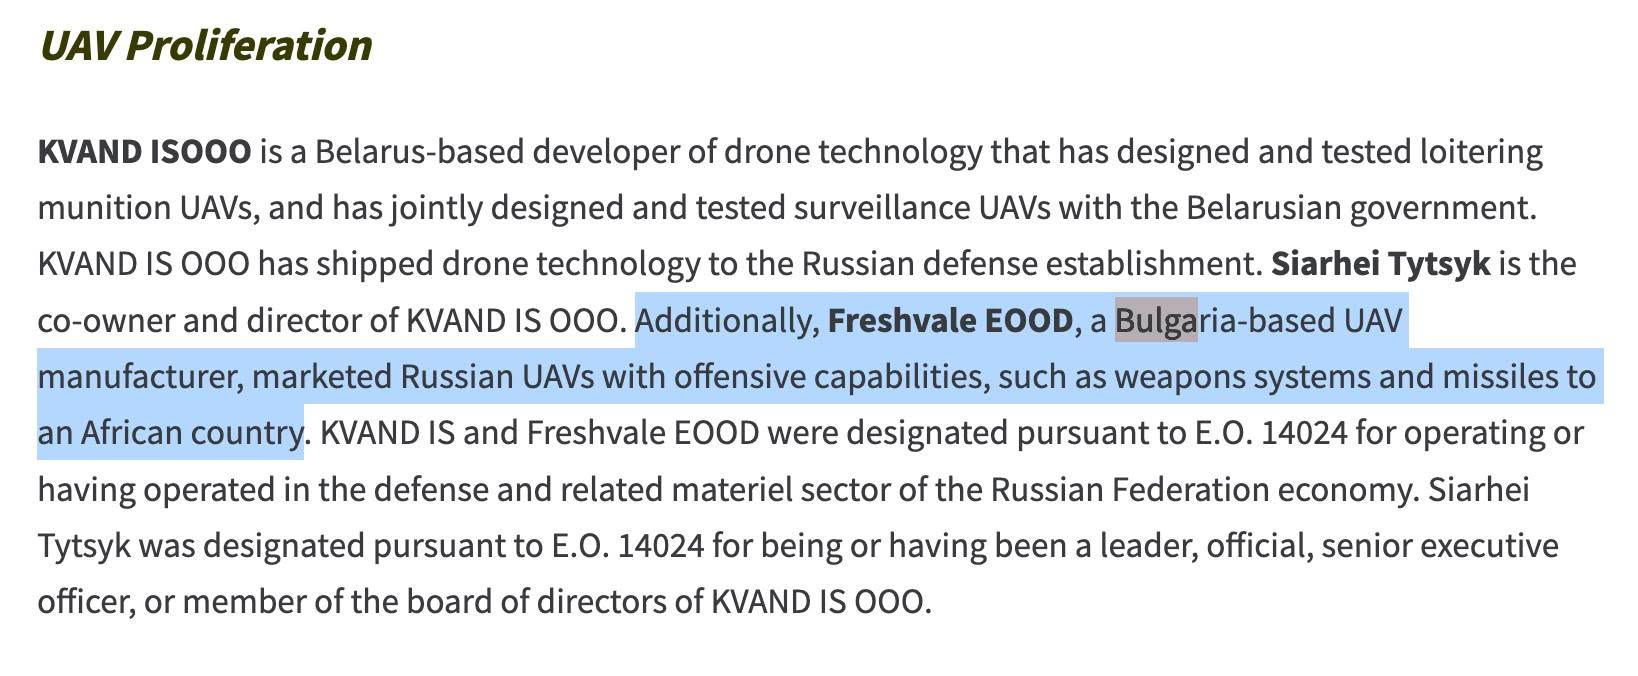 UAV Proliferation
KVAND ISOOO is a Belarus-based developer of drone technology that has designed and tested loitering
munition UAVs, and has jointly designed and tested surveillance UAVs with the Belarusian government.
KVAND IS OOO has shipped drone technology to the Russian defense establishment. Siarhei Tytsyk is the
co-owner and director of KVAND IS OOO. Additionally, Freshvale EOOD, a Bulgaria-based UAV
manufacturer, marketed Russian UAVs with offensive capabilities, such as weapons systems and missiles to
an African country. KVAND IS and Freshvale EOOD were designated pursuant to E.O. 14024 for operating or
having operated in the defense and related materiel sector of the Russian Federation economy. Siarhei
Tytsyk was designated pursuant to E.O. 14024 for being or having been a leader, official, senior executive
officer, or member of the board of directors of KVAND IS OOO.